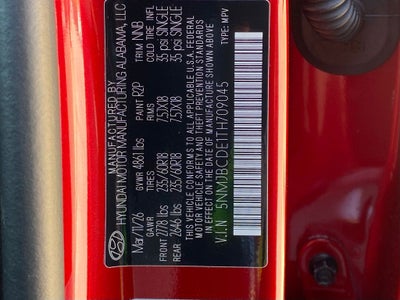 MANUFACTURED BY
HYUNDAI MOTOR MANUFACTURING ALABAMA, LLC
Mar/11/26 GVWR 4861 lbs PAINT R2P TRIM NNB
GAWR TIRES RIMS COLD TIRE INFL
FRONT 2778 lbs 235/60R18 7.5JX18 35 psi SINGLE
REAR 2646 lbs 235/60R18 7.5JX18 35 psi SINGLE
THIS VEHICLE CONFORMS TO ALL APPLICABLE U.S.A. FEDERAL
MOTOR VEHICLE SAFETY AND THEFT PREVENTION STANDARDS
IN EFFECT ON THE DATE OF MANUFACTURE SHOWN ABOVE.
V.I.N 5NMJBCDE1TH709045 TYPE: MPV